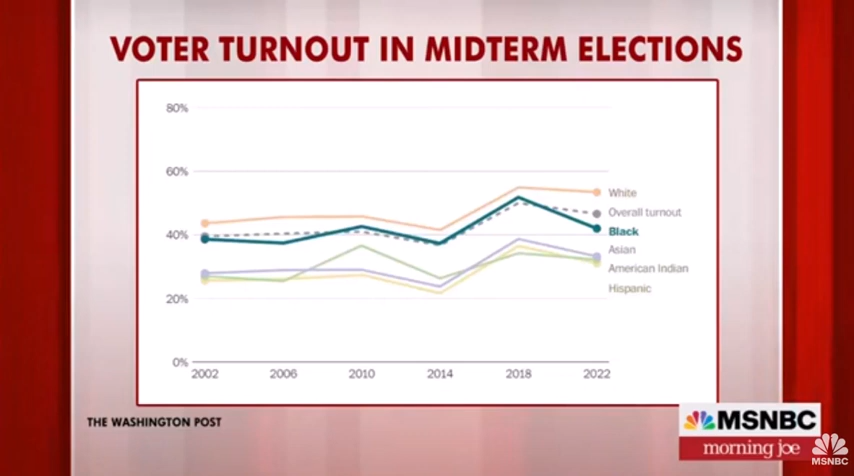 VOTER TURNOUT IN MIDTERM ELECTIONS
80%
60%
40%
20%
0%
2002 2006 2010 2014 2018 2022
White
Overall turnout
Black
Asian
American Indian
Hispanic
THE WASHINGTON POST
MSNBC
morning joe
MSNBC